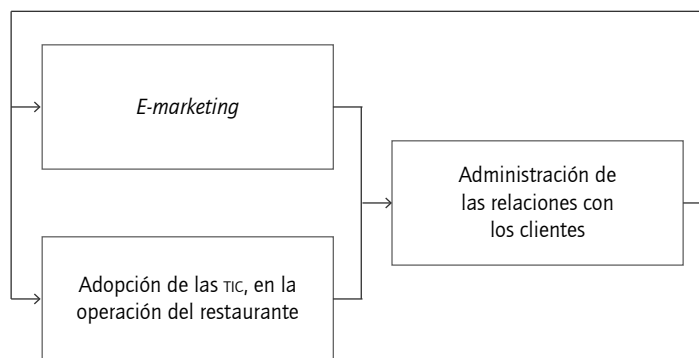 E-marketing
Administración de
las relaciones con
los clientes
Adopción de las TIC, en la
operación del restaurante